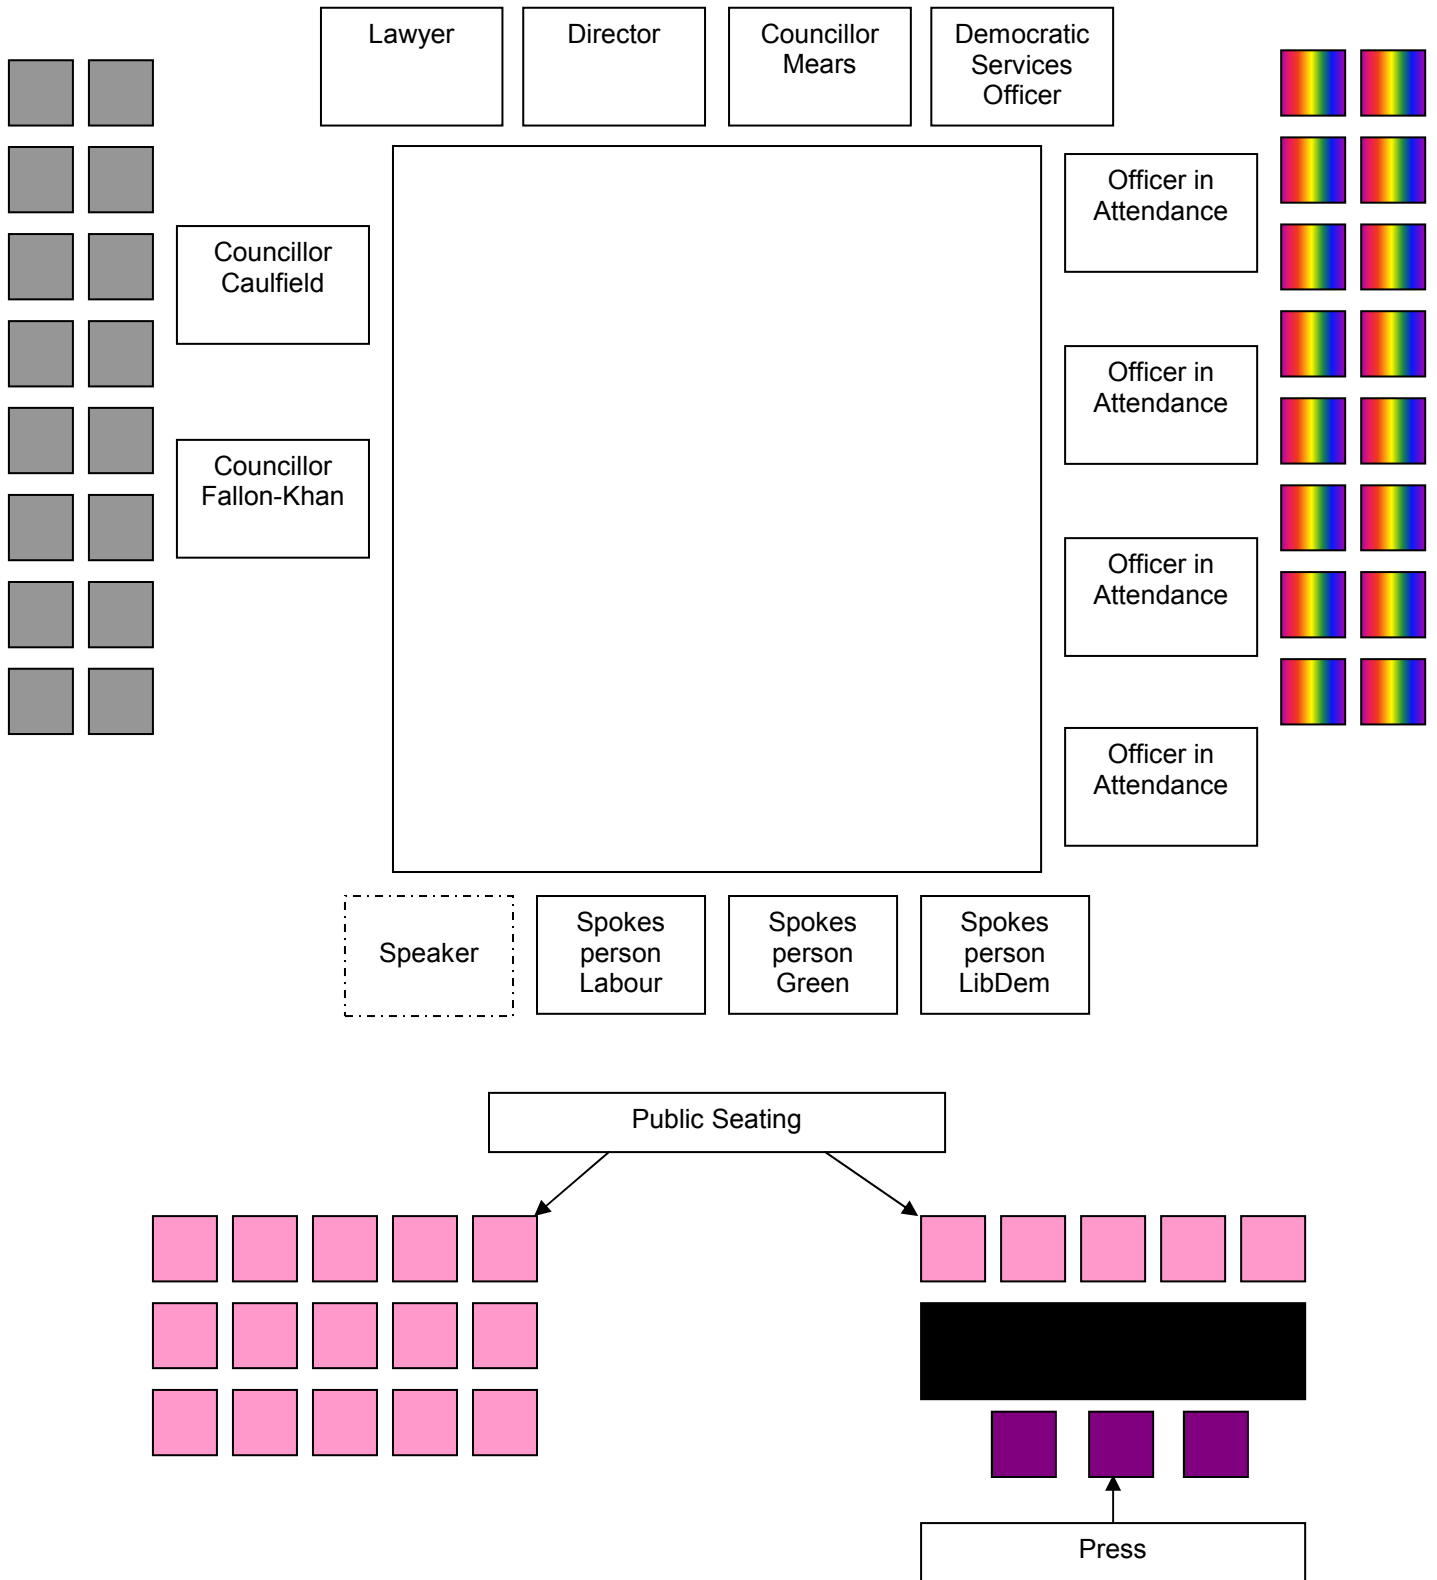 Lawyer
Director
Councillor
Mears
Democratic
Services
Officer
Officer in
Attendance
Councillor
Caulfield
Officer in
Attendance
Councillor
Fallon-Khan
Officer in
Attendance
Officer in
Attendance
Speaker
Spokes
person
Labour
Spokes
person
Green
Spokes
person
LibDem
Public Seating
Press